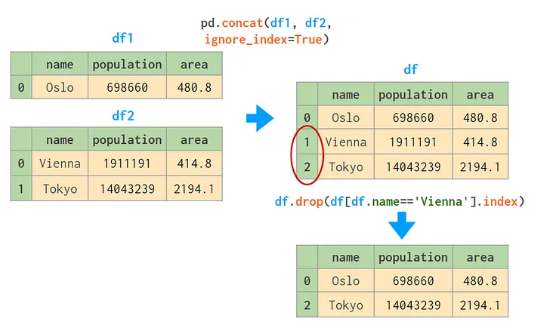 pd.concat(df1, df2,
ignore_index=True)
df1
name population area
0 Oslo 698660 480.8
df2
name population area
0 Vienna 1911191 414.8
1 Tokyo 14043239 2194.1
df
name population area
0 Oslo 698660 480.8
1 Vienna 1911191 414.8
2 Tokyo 14043239 2194.1
df.drop(df[df.name=='Vienna'].index)
name population area
0 Oslo 698660 480.8
2 Tokyo 14043239 2194.1